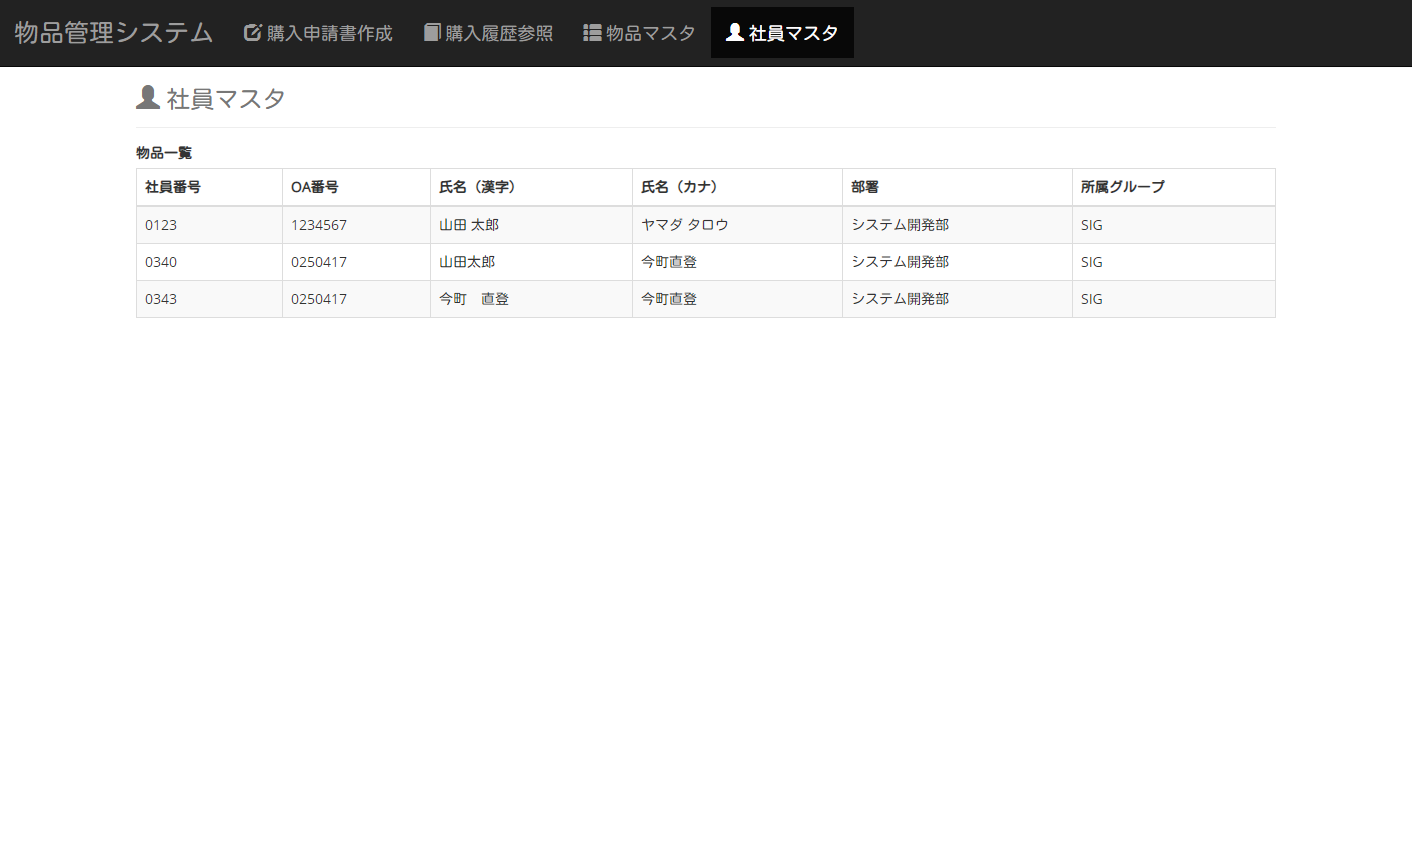 物品管理システム 購入申請書作成 購入履歴参照 物品マスタ 社員マスタ
社員マスタ
物品一覧
社員番号 OA番号 氏名（漢字） 氏名（カナ） 部署 所属グループ
0123 1234567 山田 太郎 ヤマダ タロウ システム開発部 SIG
0340 0250417 山田太郎 今町直登 システム開発部 SIG
0343 0250417 今町　直登 今町直登 システム開発部 SIG